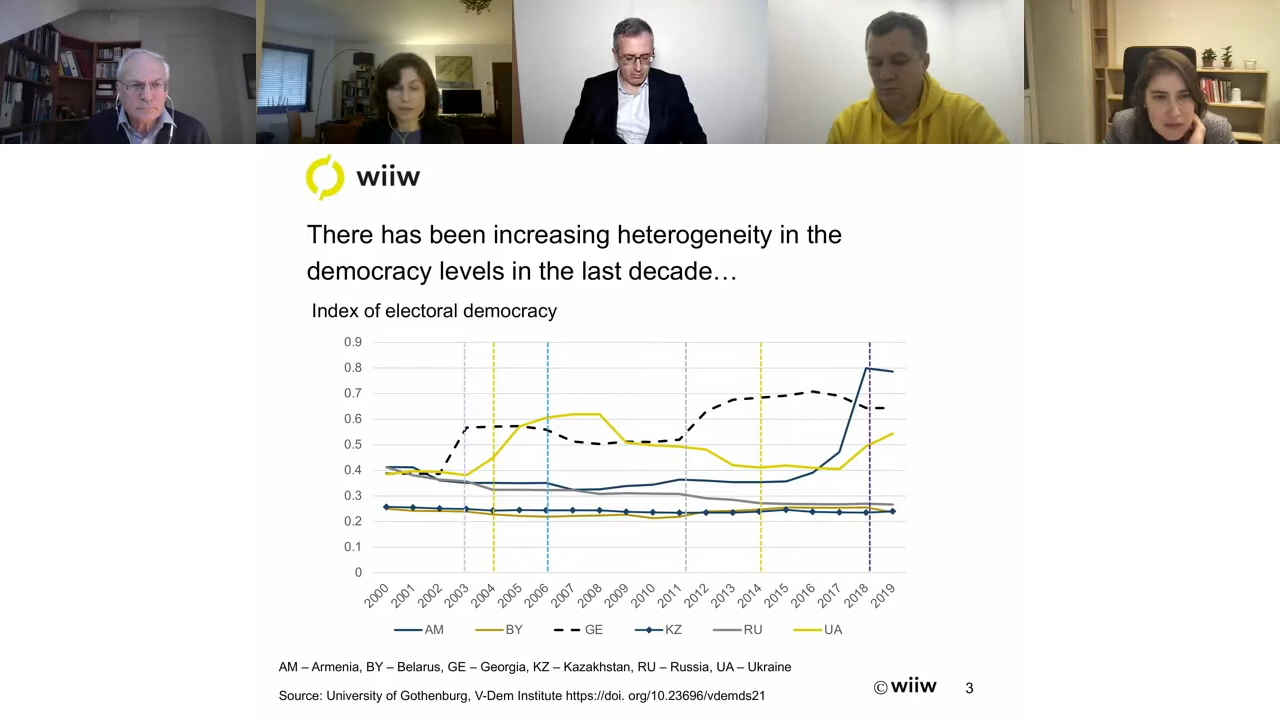 wiiw
There has been increasing heterogeneity in the
democracy levels in the last decade…
Index of electoral democracy
0.9
0.8
0.7
0.6
0.5
0.4
0.3
0.2
0.1
0
2000 2001 2002 2003 2004 2005 2006 2007 2008 2009 2010 2011 2012 2013 2014 2015 2016 2017 2018 2019
AM BY GE KZ RU UA
AM – Armenia, BY – Belarus, GE – Georgia, KZ – Kazakhstan, RU – Russia, UA – Ukraine
Source: University of Gothenburg, V-Dem Institute https://doi. org/10.23696/vdemds21
© wiiw 3